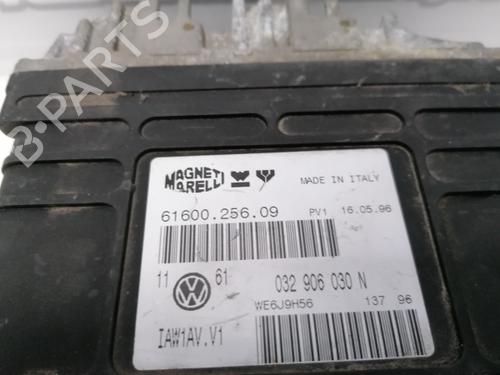 B-PARTS
MAGNETI MARELLI
MADE IN ITALY
61600.256.09 PV1 16.05.96
11 61 032 906 030 N
WE6J9H56 137 96
IAW1AV.V1